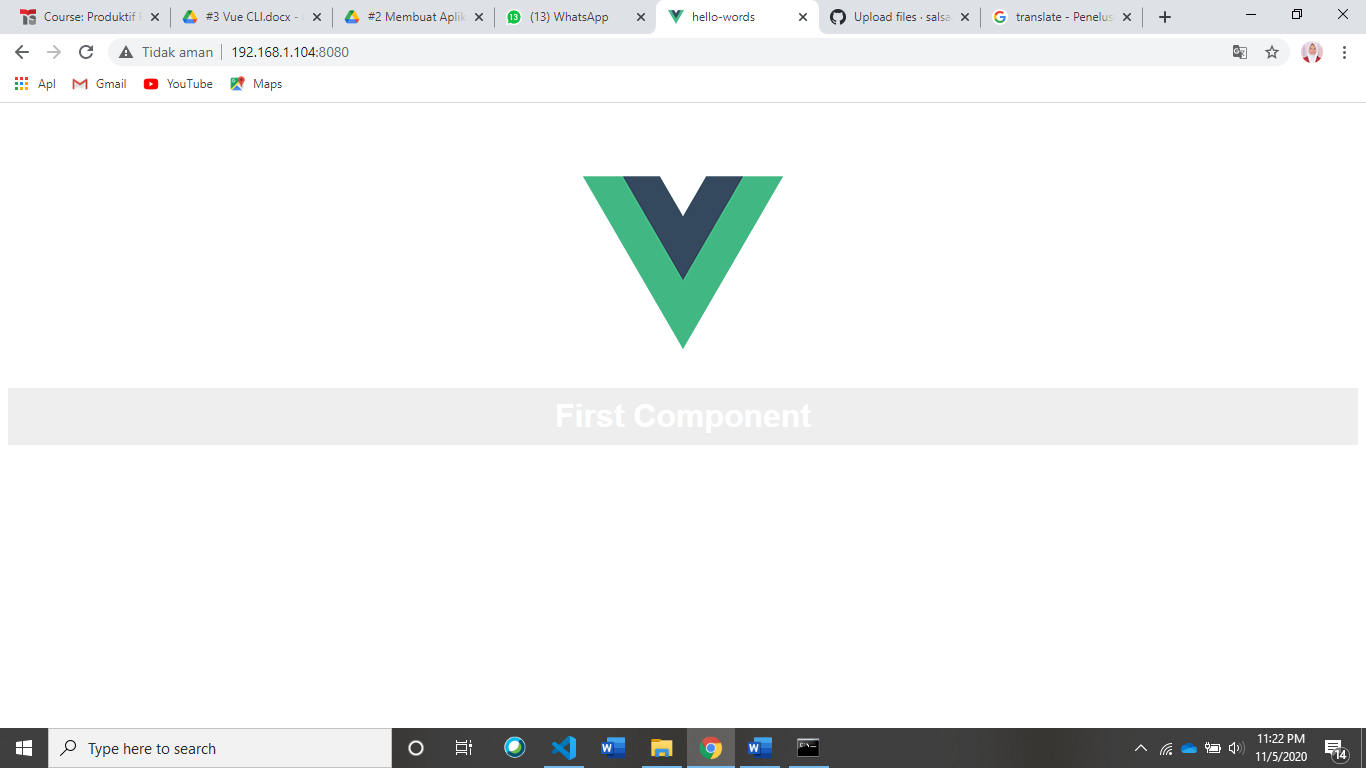 Course: Produktif
#3 Vue CLI.docx -
#2 Membuat Aplik
(13) WhatsApp
hello-words
Upload files · salsa
translate - Penelus
Tidak aman
192.168.1.104:8080
Apl
Gmail
YouTube
Maps
First Component
Type here to search
11:22 PM
11/5/2020
14